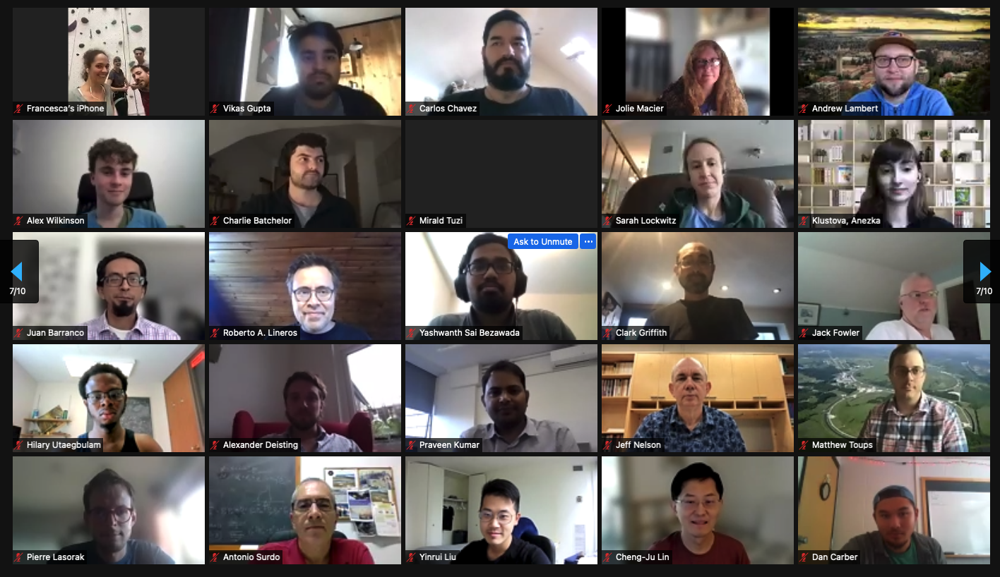 Francesca's iPhone
Vikas Gupta
Carlos Chavez
Jolie Macier
Andrew Lambert
Alex Wilkinson
Charlie Batchelor
Mirald Tuzi
Sarah Lockwitz
Klustova, Anezka
Ask to Unmute
7/10
7/10
Juan Barranco
Roberto A. Lineros
Yashwanth Sai Bezawada
Clark Griffith
Jack Fowler
Hilary Utaegbulam
Alexander Deisting
Praveen Kumar
Jeff Nelson
Matthew Toups
Pierre Lasorak
Antonio Surdo
Yinrui Liu
Cheng-Ju Lin
Dan Carber